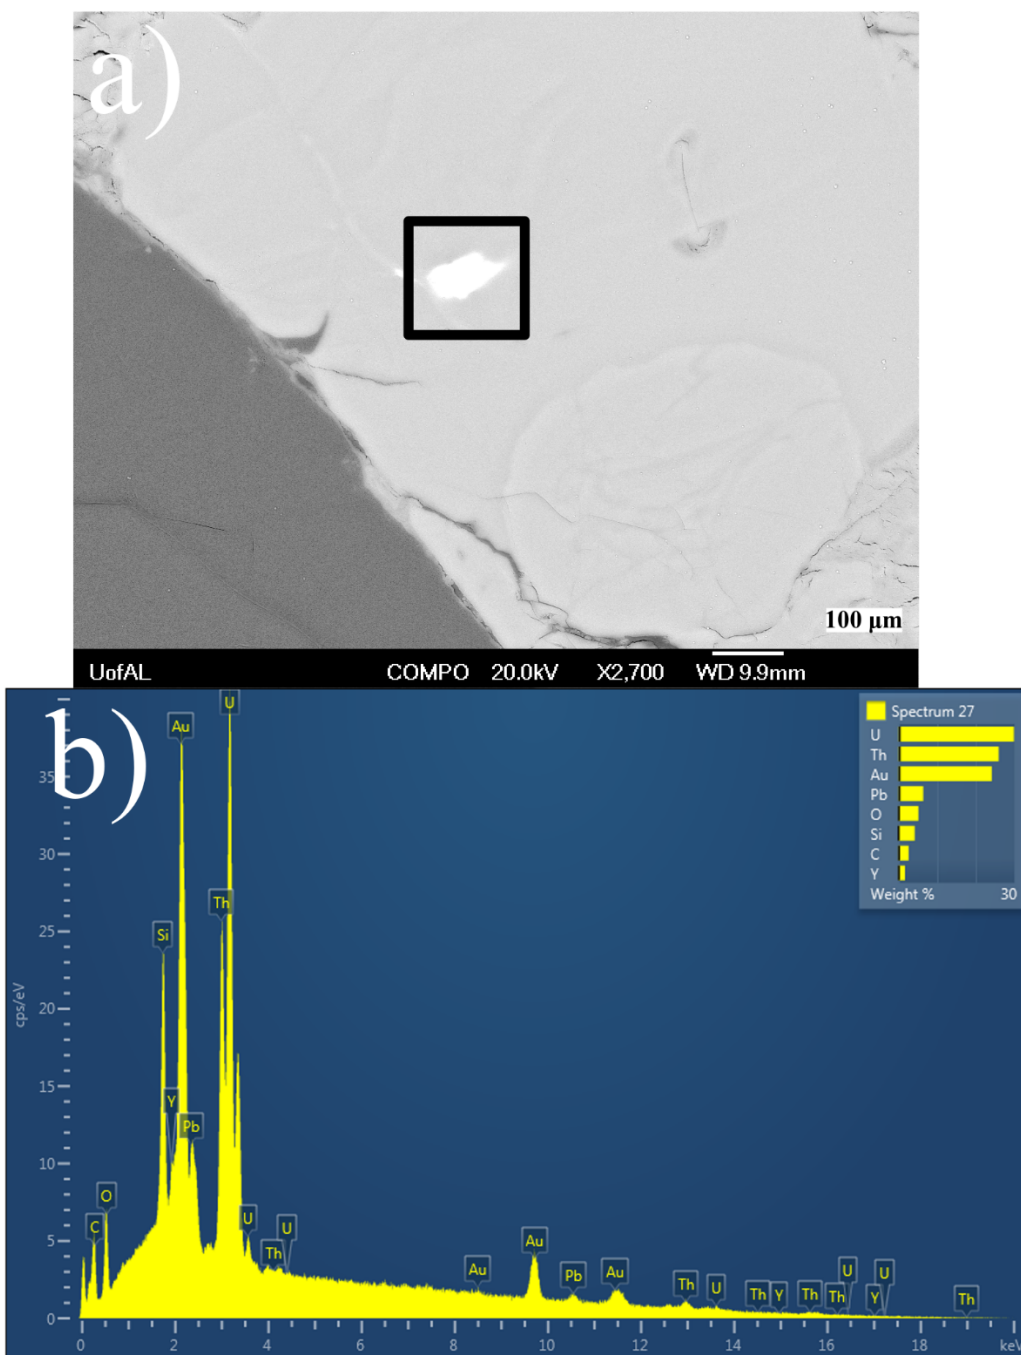 a)
100 μm
UofAL COMPO 20.0kV X2,700 WD 9.9mm
b)
Spectrum 27
U
Th
Au
Pb
O
Si
C
Y
Weight % 30
U
Au
35
30
Si
25
Th
20
cps/eV
15
Y
Pb
10
O
C
5
U
Th
U
Au
Au
Pb
Au
Th
U
Th
Y
Th
Th
U
Y
U
Th
0
0 2 4 6 8 10 12 14 16 18 keV